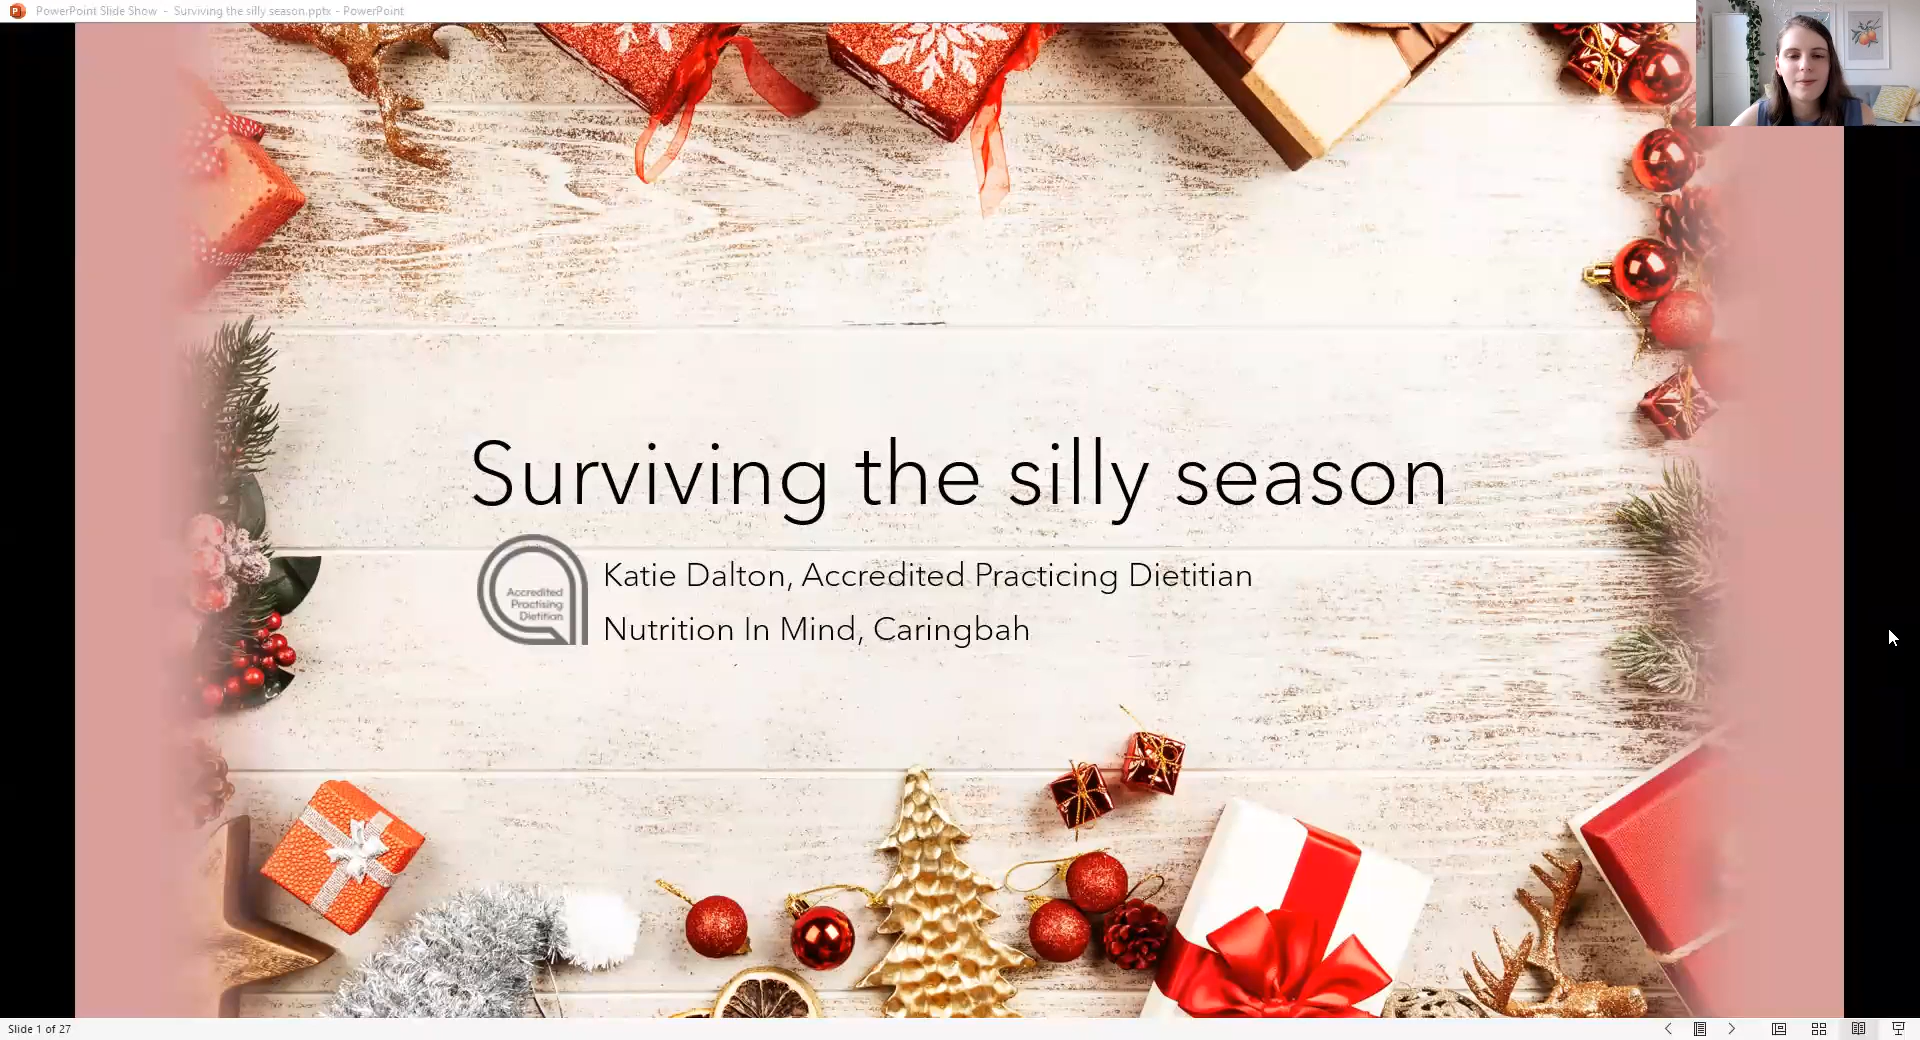 PowerPoint Slide Show - Surviving the silly season.pptx - PowerPoint
Surviving the silly season
Accredited
Practising
Dietitian
Katie Dalton, Accredited Practicing Dietitian
Nutrition In Mind, Caringbah
Slide 1 of 27